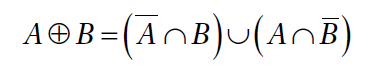 A ⊕ B = (A̅ ∩ B) ∪ (A ∩ B̅)